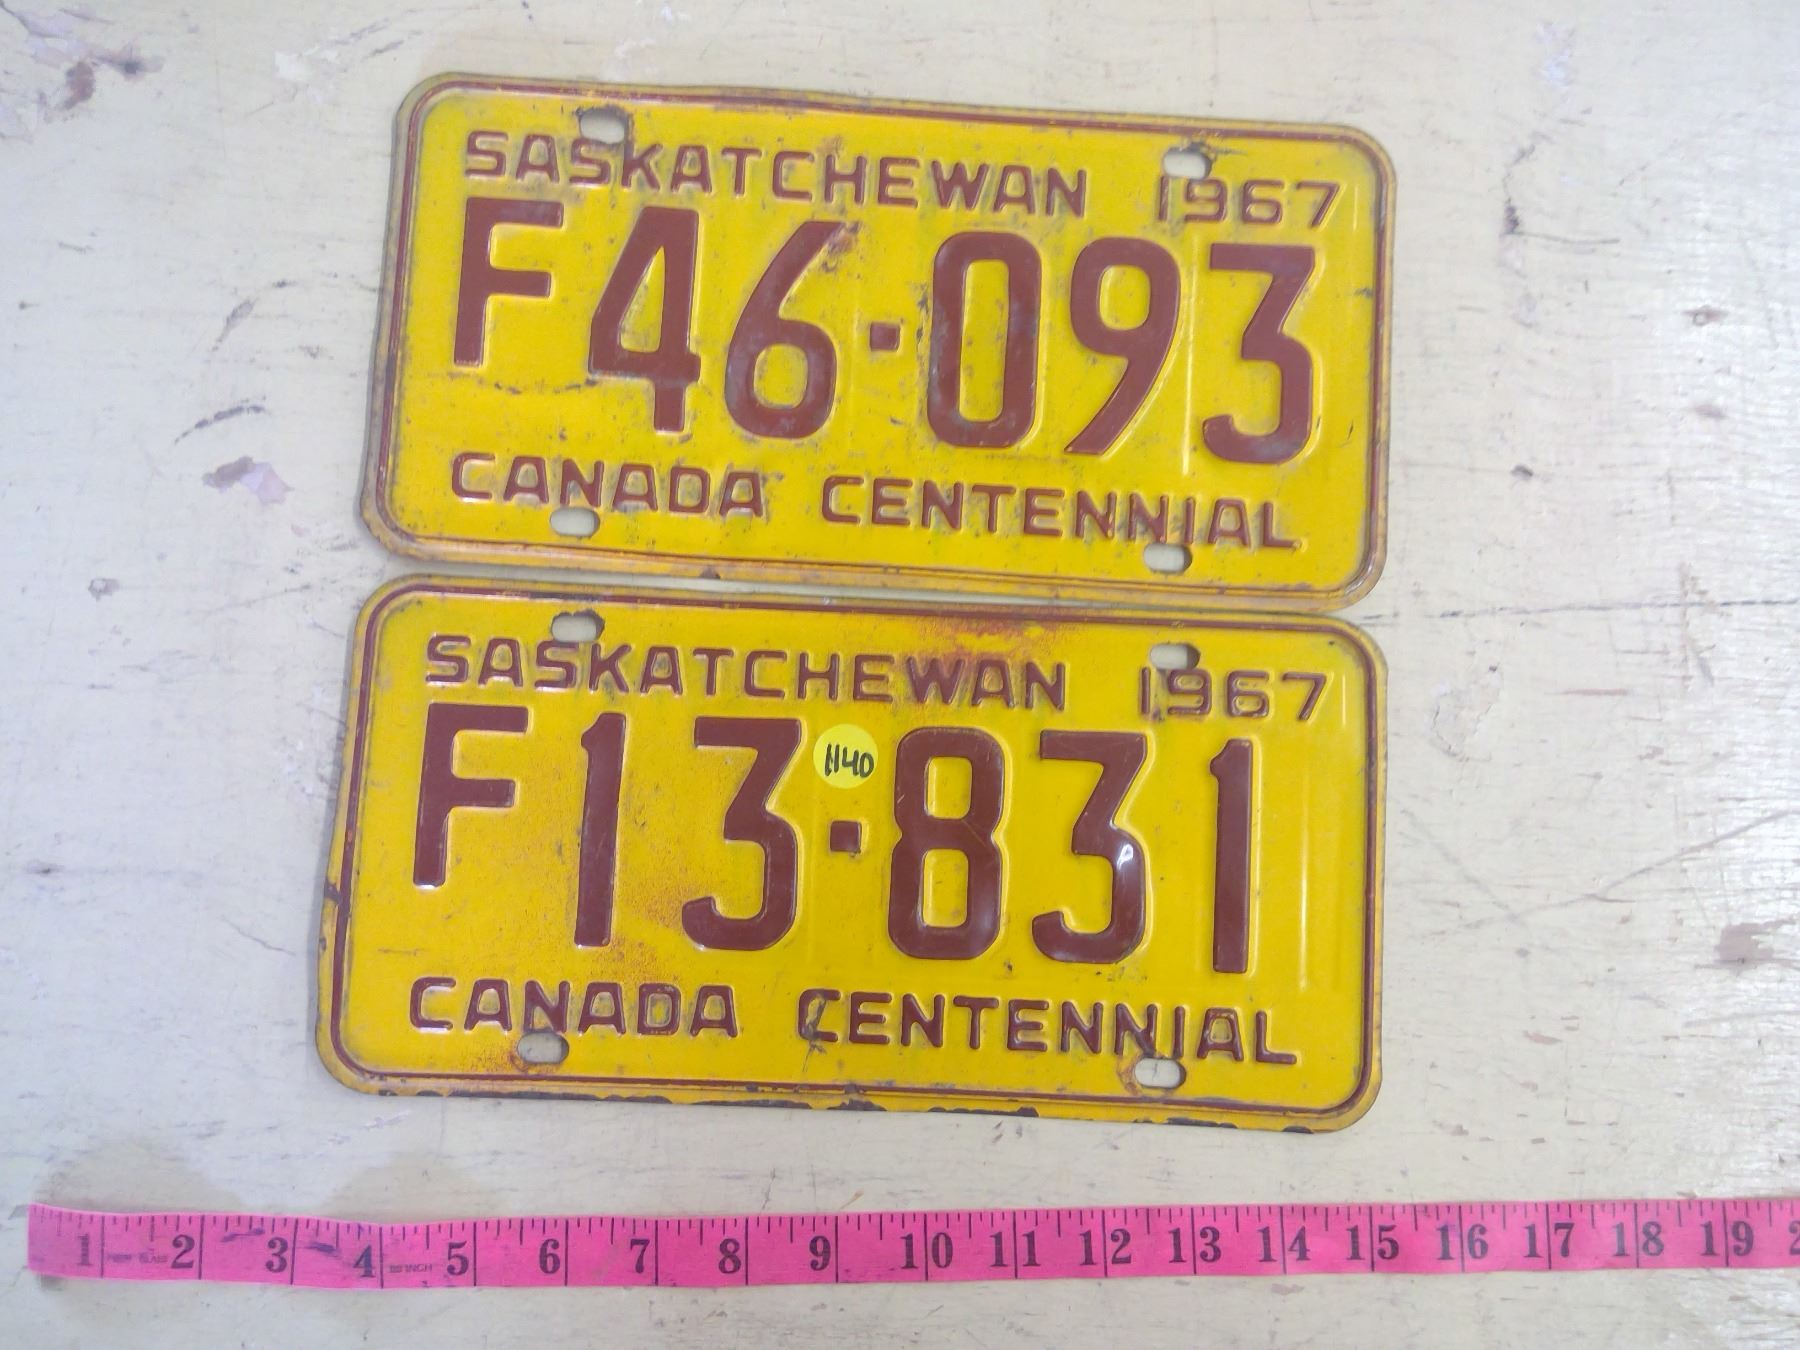 SASKATCHEWAN 1967
F46·093
CANADA CENTENNIAL
SASKATCHEWAN 1967
F13·831
1140
CANADA CENTENNIAL
1 2 3 4 5 6 7 8 9 10 11 12 13 14 15 16 17 18 19